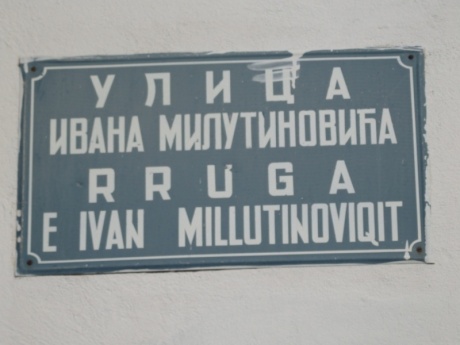 УЛИЦА
ИВАНА МИЛУТИНОВИЋА
RRUGA
E IVAN MILLUTINOVIQIT